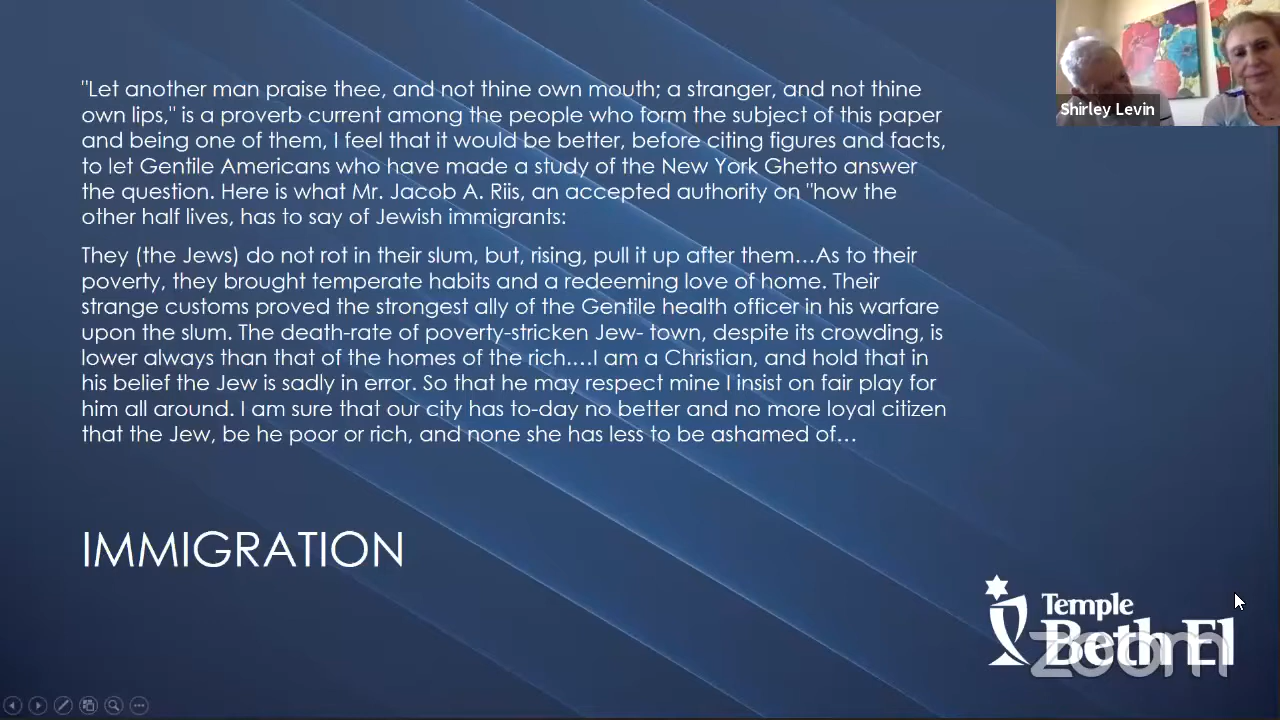 "Let another man praise thee, and not thine own mouth; a stranger, and not thine
own lips," is a proverb current among the people who form the subject of this paper
and being one of them, I feel that it would be better, before citing figures and facts,
to let Gentile Americans who have made a study of the New York Ghetto answer
the question. Here is what Mr. Jacob A. Riis, an accepted authority on "how the
other half lives, has to say of Jewish immigrants:
They (the Jews) do not rot in their slum, but, rising, pull it up after them…As to their
poverty, they brought temperate habits and a redeeming love of home. Their
strange customs proved the strongest ally of the Gentile health officer in his warfare
upon the slum. The death-rate of poverty-stricken Jew- town, despite its crowding, is
lower always than that of the homes of the rich.…I am a Christian, and hold that in
his belief the Jew is sadly in error. So that he may respect mine I insist on fair play for
him all around. I am sure that our city has to-day no better and no more loyal citizen
that the Jew, be he poor or rich, and none she has less to be ashamed of…
IMMIGRATION
Shirley Levin
Temple
Beth El
zoom